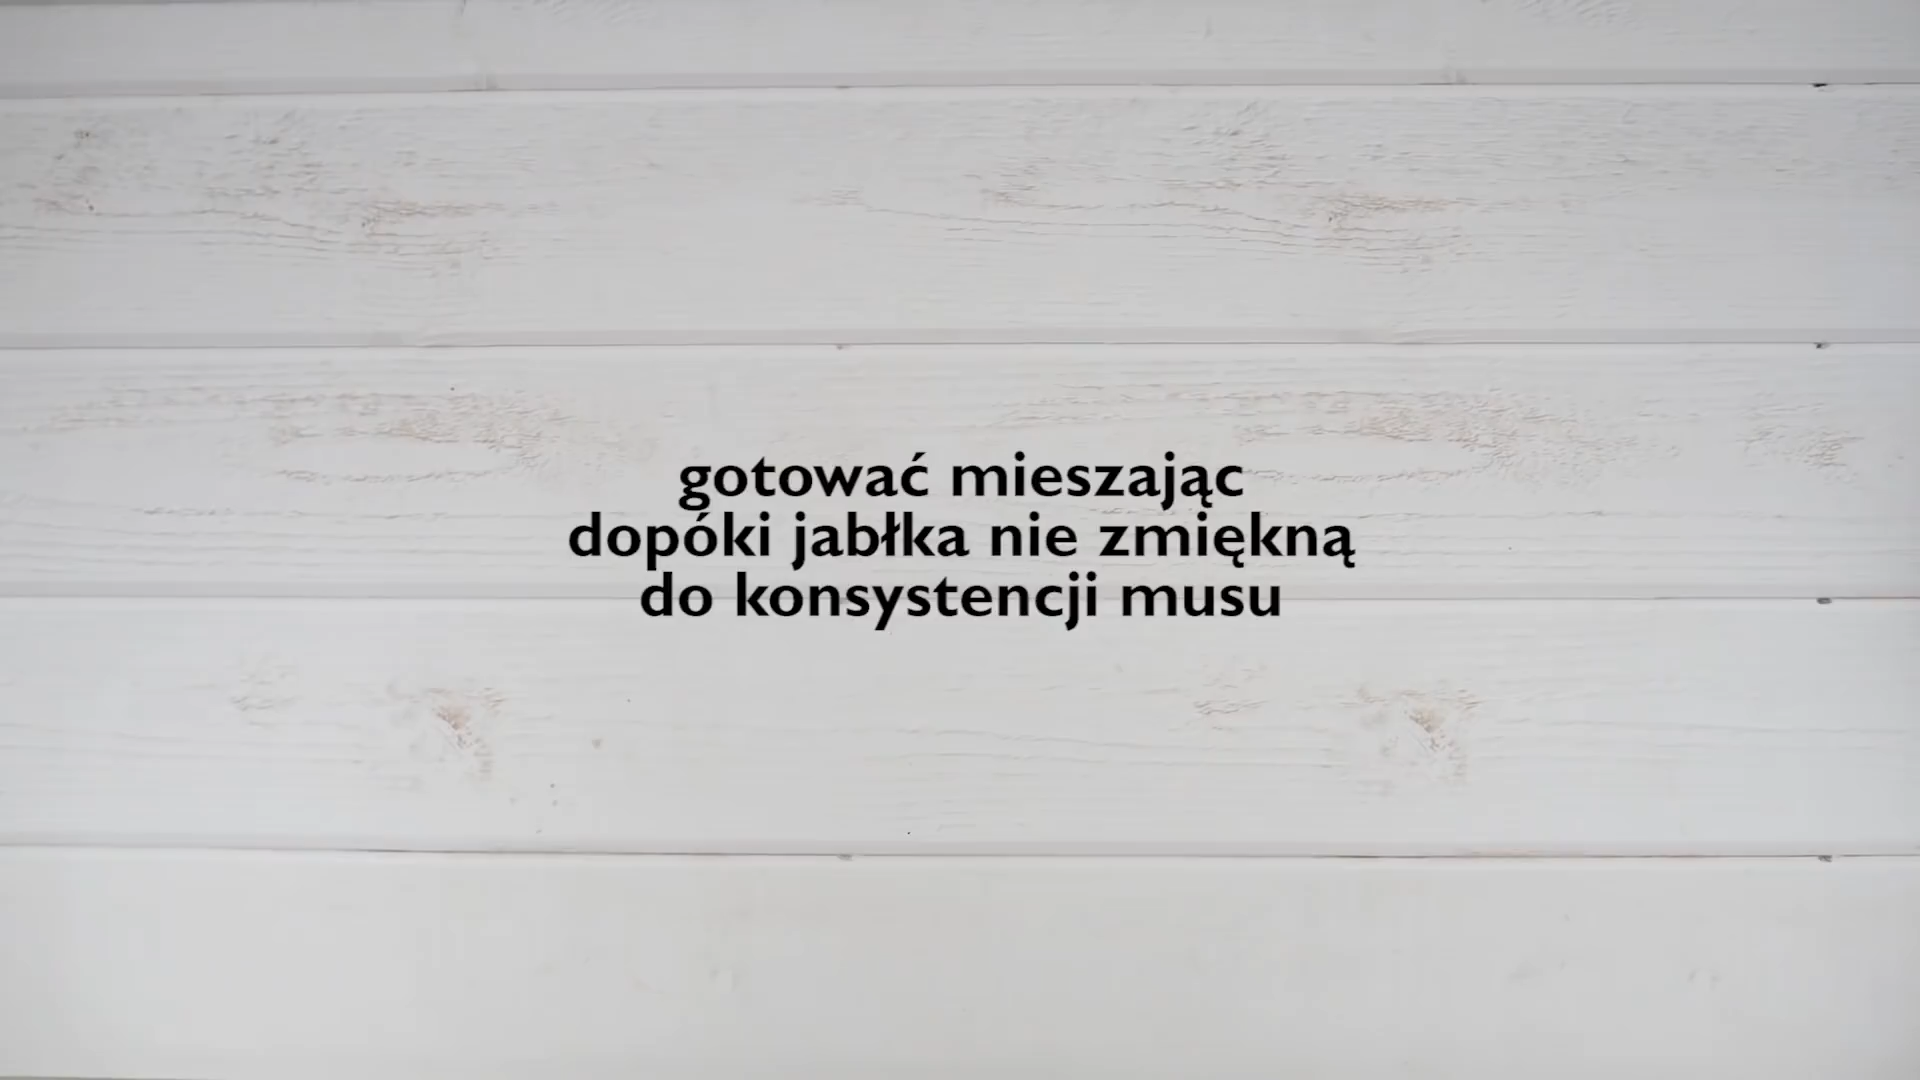 gotować mieszając
dopóki jabłka nie zmiękną
do konsystencji musu